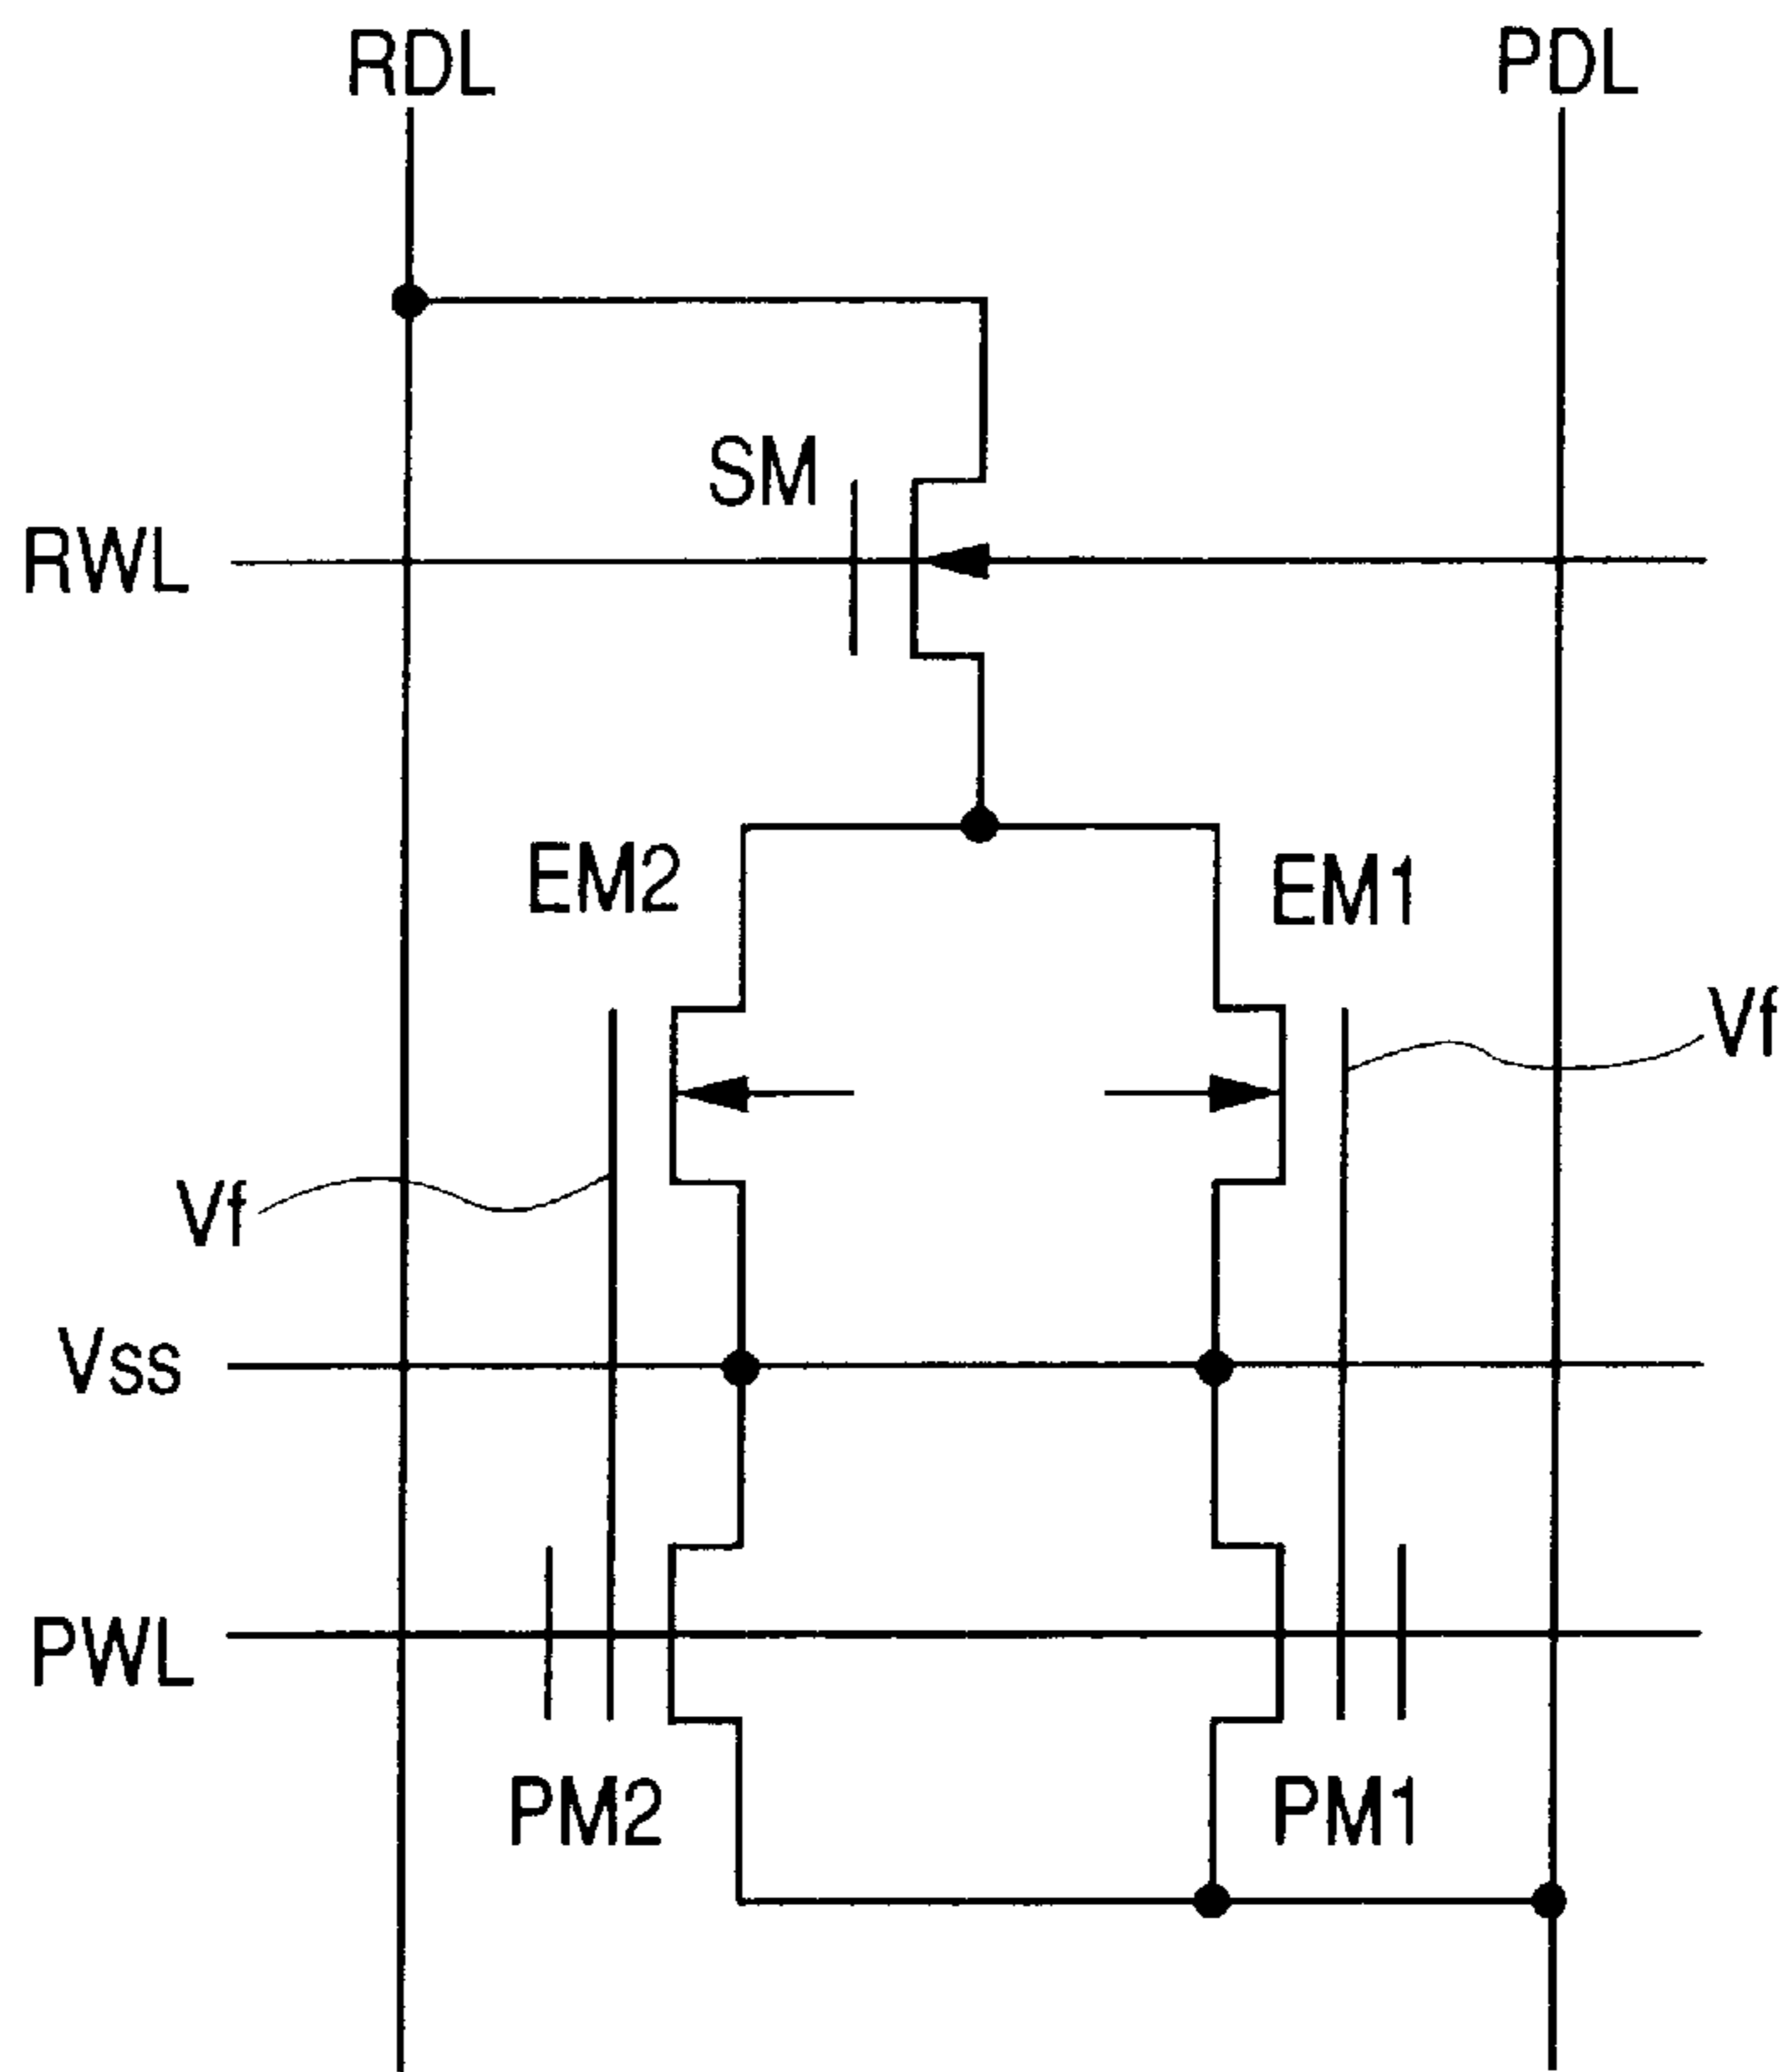 RDL PDL
SM
RWL
EM2 EM1
Vf
Vf
Vss
PWL
PM2 PM1